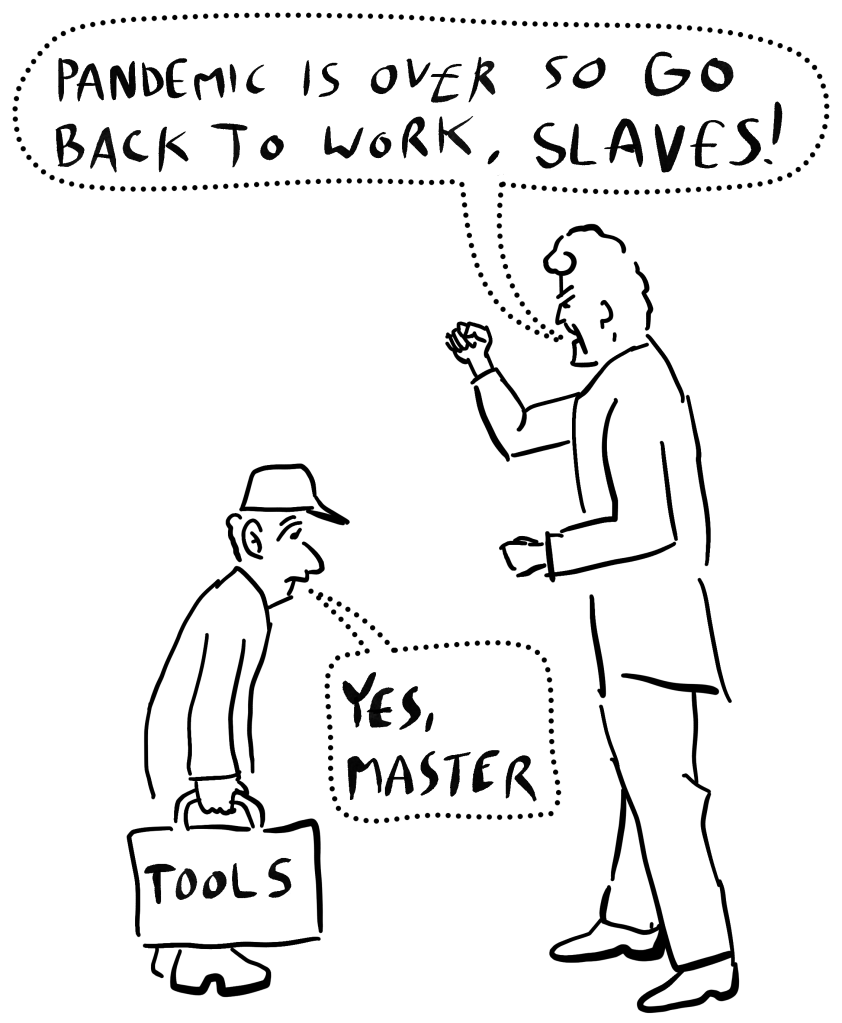 PANDEMIC IS OVER SO GO
BACK TO WORK, SLAVES!
YES,
MASTER
TOOLS